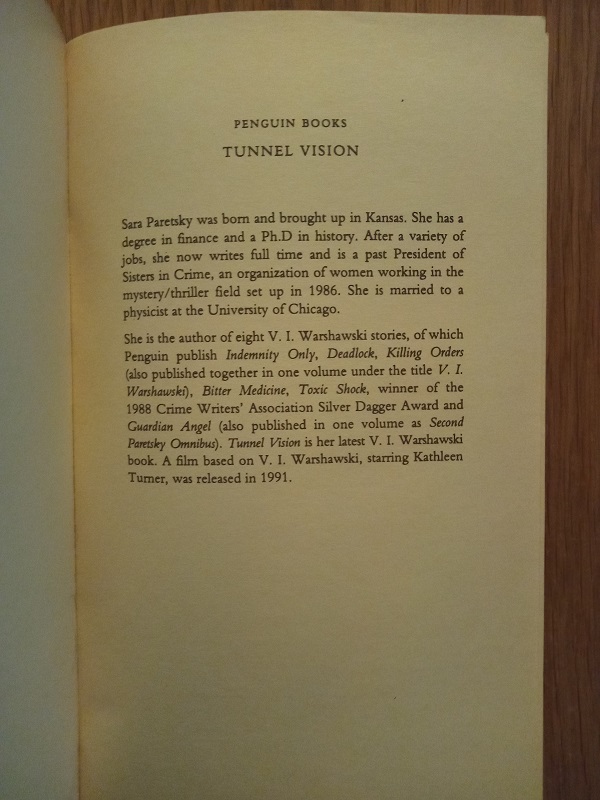 PENGUIN BOOKS
TUNNEL VISION
Sara Paretsky was born and brought up in Kansas. She has a
degree in finance and a Ph.D in history. After a variety of
jobs, she now writes full time and is a past President of
Sisters in Crime, an organization of women working in the
mystery/thriller field set up in 1986. She is married to a
physicist at the University of Chicago.
She is the author of eight V. I. Warshawski stories, of which
Penguin publish Indemnity Only, Deadlock, Killing Orders
(also published together in one volume under the title V. I.
Warshawski), Bitter Medicine, Toxic Shock, winner of the
1988 Crime Writers' Association Silver Dagger Award and
Guardian Angel (also published in one volume as Second
Paretsky Omnibus). Tunnel Vision is her latest V. I. Warshawski
book. A film based on V. I. Warshawski, starring Kathleen
Turner, was released in 1991.